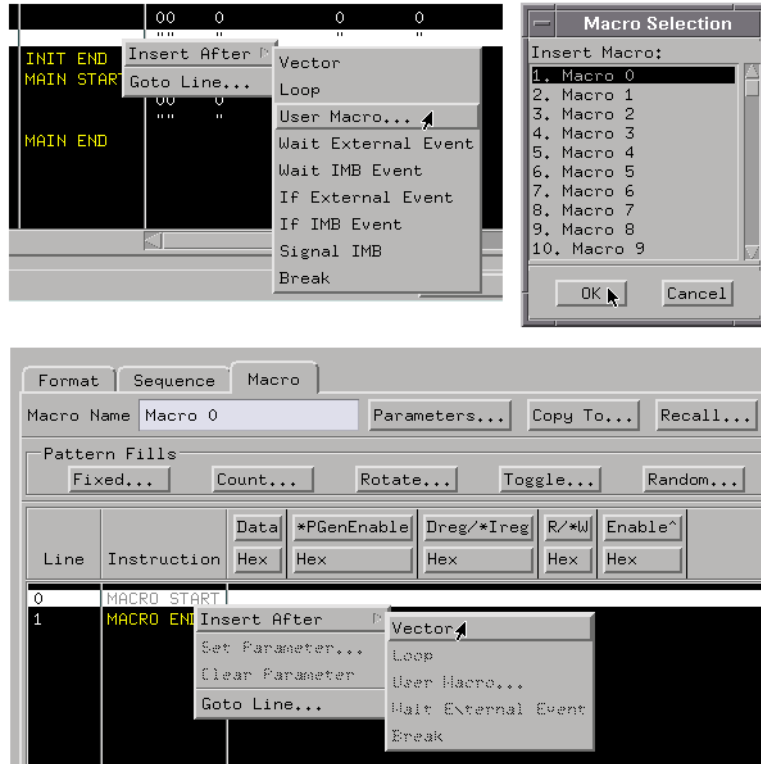 00 0 0 0
"" " " "
INIT END
MAIN START
00 0
"" "
MAIN END
Insert After
Goto Line...
Vector
Loop
User Macro...
Wait External Event
Wait IMB Event
If External Event
If IMB Event
Signal IMB
Break
Macro Selection
Insert Macro:
1. Macro 0
2. Macro 1
3. Macro 2
4. Macro 3
5. Macro 4
6. Macro 5
7. Macro 6
8. Macro 7
9. Macro 8
10. Macro 9
OK Cancel
Format Sequence Macro
Macro Name Macro 0 Parameters... Copy To... Recall...
Pattern Fills
Fixed... Count... Rotate... Toggle... Random...
Data *PGenEnable Dreg/*Ireg R/*W Enable^
Line Instruction Hex Hex Hex Hex Hex
0 MACRO START
1 MACRO END
Insert After
Set Parameter...
Clear Parameter
Goto Line...
Vector
Loop
User Macro...
Wait External Event
Break